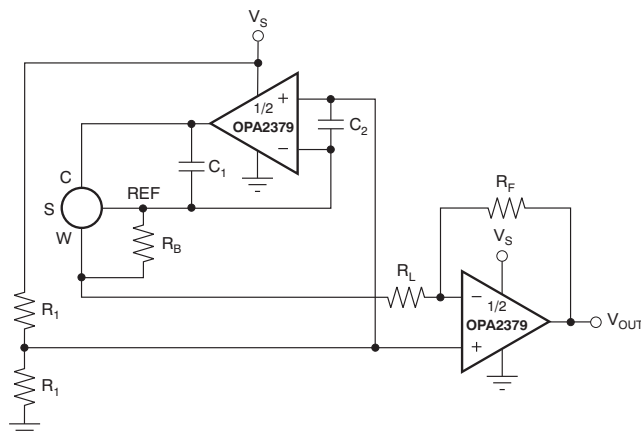 VS
1/2
+
OPA2379
−
C2
C1
C
S
REF
W
RB
RF
VS
RL
−
1/2
OPA2379
+
VOUT
R1
R1